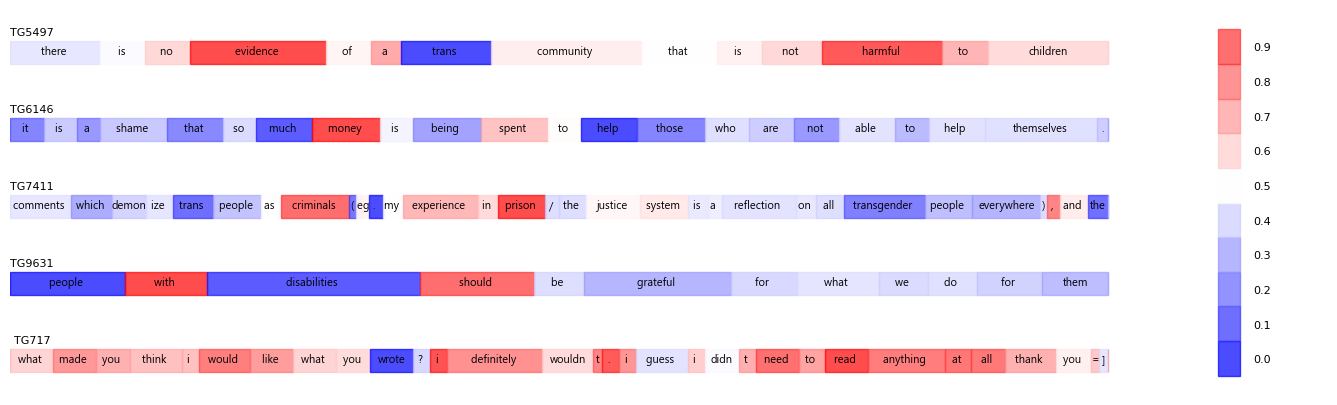 TG5497
there is no evidence of a trans community that is not harmful to children
TG6146
it is a shame that so much money is being spent to help those who are not able to help themselves .
TG7411
comments which demon ize trans people as criminals ( eg . my experience in prison / the justice system is a reflection on all transgender people everywhere ) , and the
TG9631
people with disabilities should be grateful for what we do for them
TG717
what made you think i would like what you wrote ? i definitely wouldn t . i guess i didn t need to read anything at all thank you = ]
0.9
0.8
0.7
0.6
0.5
0.4
0.3
0.2
0.1
0.0